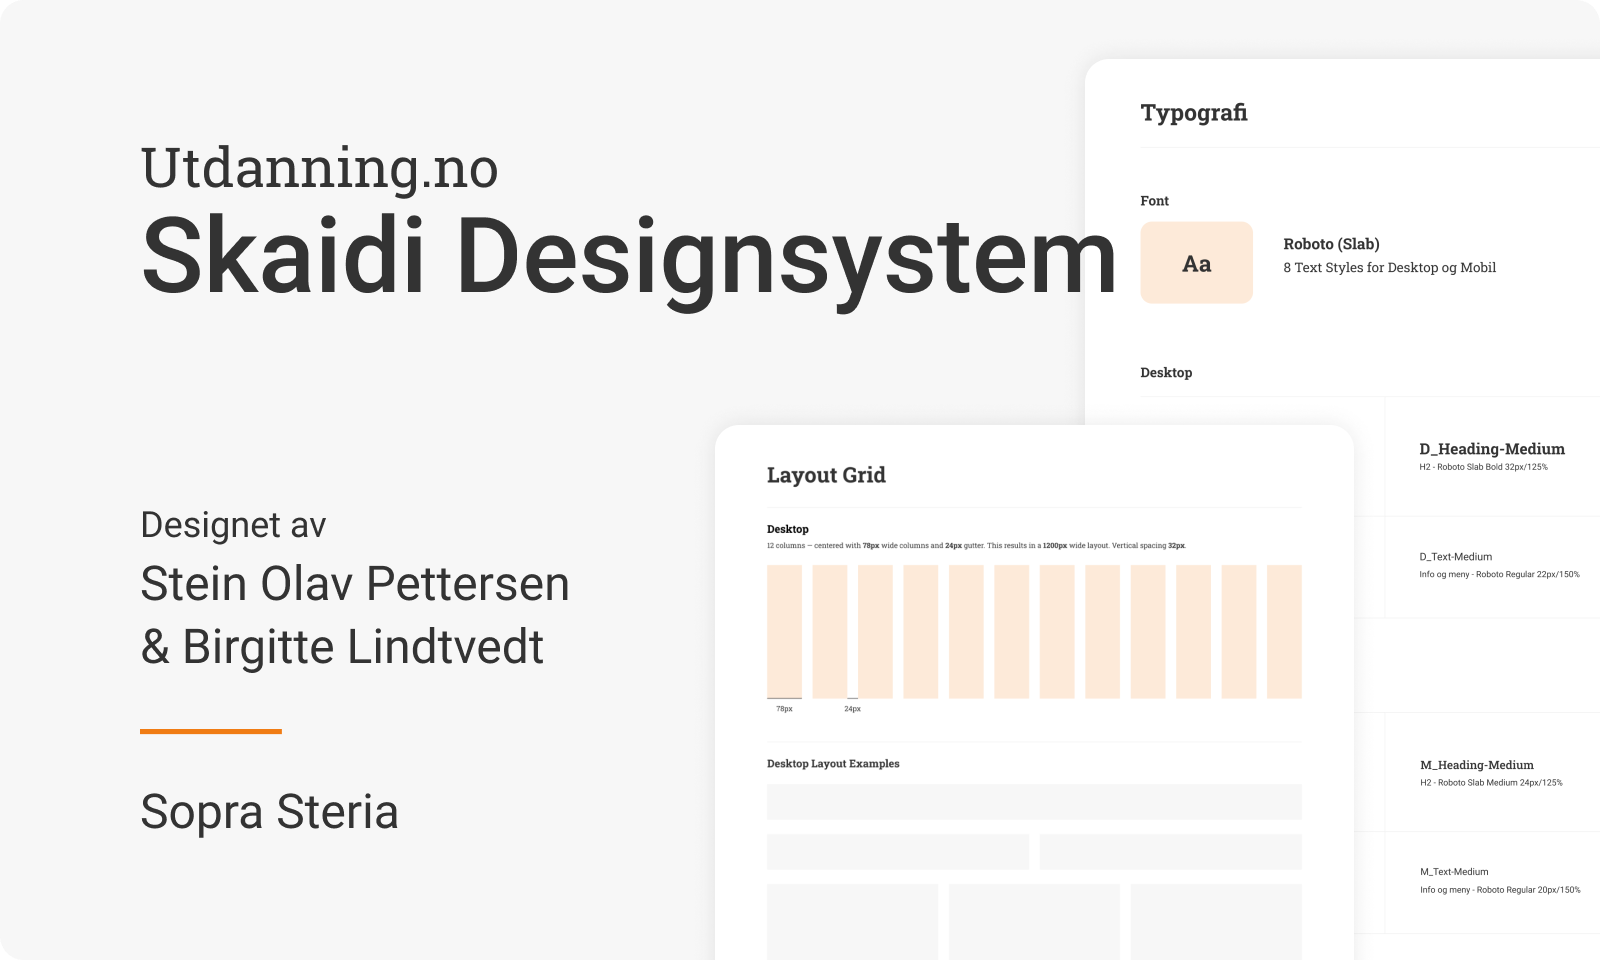 Utdanning.no
Skaidi Designsystem
Designet av
Stein Olav Pettersen
& Birgitte Lindtvedt
Sopra Steria
Typografi
Font
Aa
Roboto (Slab)
8 Text Styles for Desktop og Mobil
Desktop
D_Heading-Medium
H2 - Roboto Slab Bold 32px/125%
D_Text-Medium
Info og meny - Roboto Regular 22px/150%
M_Heading-Medium
H2 - Roboto Slab Medium 24px/125%
M_Text-Medium
Info og meny - Roboto Regular 20px/150%
Layout Grid
Desktop
12 columns — centered with 78px wide columns and 24px gutter. This results in a 1200px wide layout. Vertical spacing 32px.
78px
24px
Desktop Layout Examples